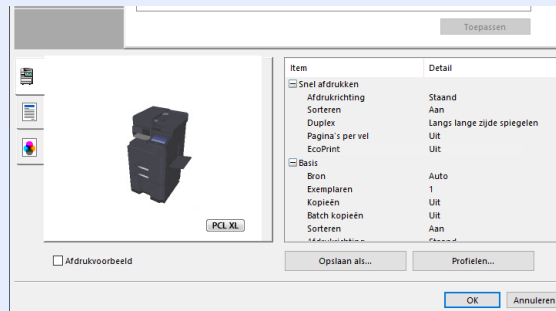 Toepassen
Item Detail
Snel afdrukken
Afdrukrichting Staand
Sorteren Aan
Duplex Langs lange zijde spiegelen
Pagina's per vel Uit
EcoPrint Uit
Basis
Bron Auto
Exemplaren 1
Kopieën Uit
Batch kopieën Uit
Sorteren Aan
Afdrukrichting Staand
PCL XL
Afdrukvoorbeeld
Opslaan als... Profielen...
OK Annuleren